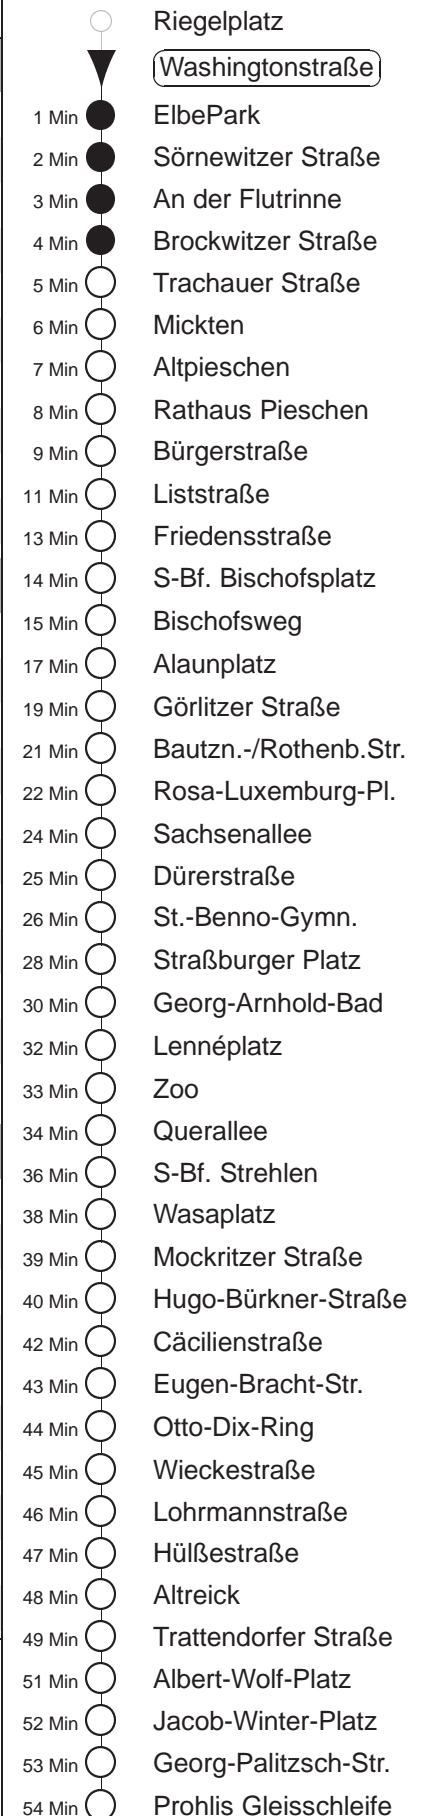 Riegelplatz
Washingtonstraße
1 Min ElbePark
2 Min Sörnewitzer Straße
3 Min An der Flutrinne
4 Min Brockwitzer Straße
5 Min Trachauer Straße
6 Min Mickten
7 Min Altpieschen
8 Min Rathaus Pieschen
9 Min Bürgerstraße
11 Min Liststraße
13 Min Friedensstraße
14 Min S-Bf. Bischofsplatz
15 Min Bischofsweg
17 Min Alaunplatz
19 Min Görlitzer Straße
21 Min Bautzn.-/Rothenb.Str.
22 Min Rosa-Luxemburg-Pl.
24 Min Sachsenallee
25 Min Dürerstraße
26 Min St.-Benno-Gymn.
28 Min Straßburger Platz
30 Min Georg-Arnhold-Bad
32 Min Lennéplatz
33 Min Zoo
34 Min Querallee
36 Min S-Bf. Strehlen
38 Min Wasaplatz
39 Min Mockritzer Straße
40 Min Hugo-Bürkner-Straße
42 Min Cäcilienstraße
43 Min Eugen-Bracht-Str.
44 Min Otto-Dix-Ring
45 Min Wieckestraße
46 Min Lohrmannstraße
47 Min Hülßestraße
48 Min Altreick
49 Min Trattendorfer Straße
51 Min Albert-Wolf-Platz
52 Min Jacob-Winter-Platz
53 Min Georg-Palitzsch-Str.
54 Min Prohlis Gleisschleife